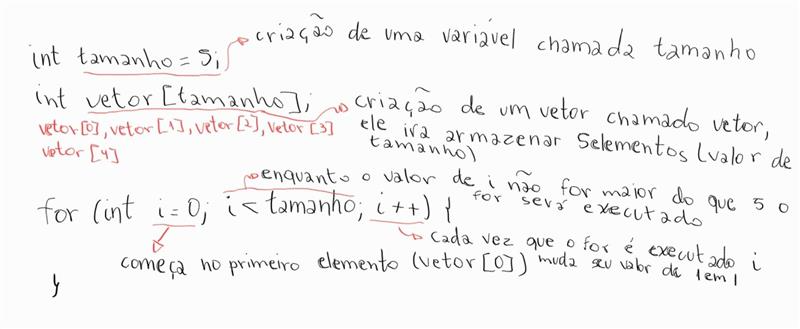 int tamanho = 5; criação de uma variável chamada tamanho
int vetor [tamanho]; criação de um vetor chamado vetor,
vetor[0], vetor[1], vetor[2], vetor[3] ele ira armazenar 5elementos (valor de
vetor[4] tamanho)
enquanto o valor de i não for maior do que 5 o
for (int i=0; i < tamanho; i++) { for será executado
cada vez que o for é executado i
começa no primeiro elemento (vetor[0]) muda seu valor de 1 em 1
}